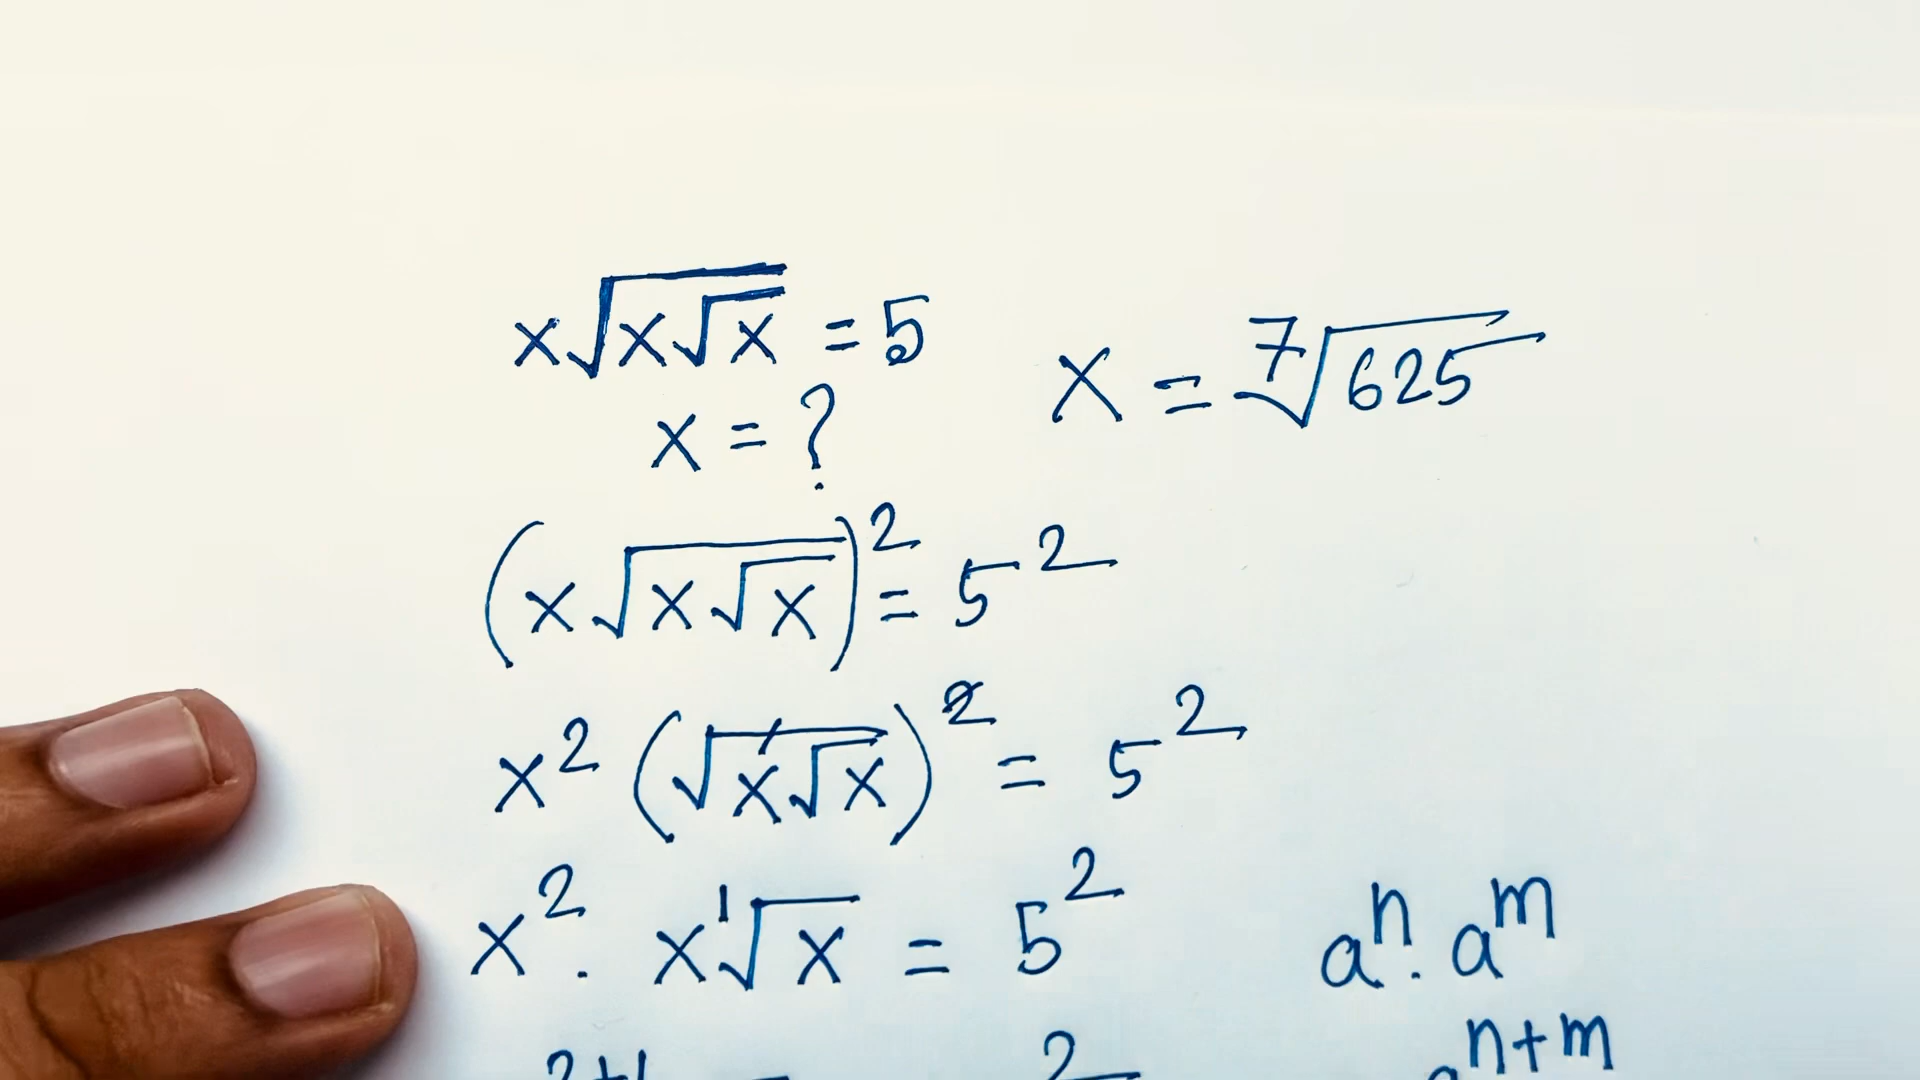 x√(x√x) = 5
x = ?
x = ⁷√625
(x√(x√x))² = 5²
x² (√(x√x))² = 5²
x² . x¹√x = 5²
aⁿ . aᵐ
aⁿ⁺ᵐ